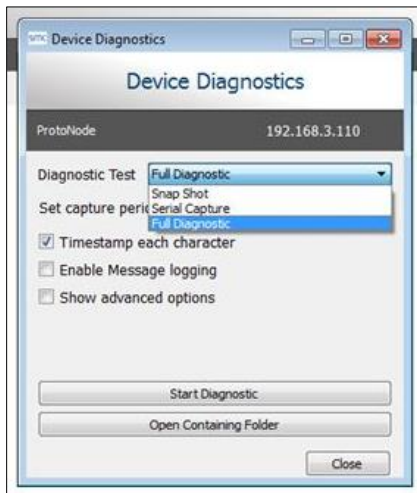 smc Device Diagnostics
Device Diagnostics
ProtoNode 192.168.3.110
Diagnostic Test Full Diagnostic
Snap Shot
Set capture peri Serial Capture
Full Diagnostic
Timestamp each character
Enable Message logging
Show advanced options
Start Diagnostic
Open Containing Folder
Close